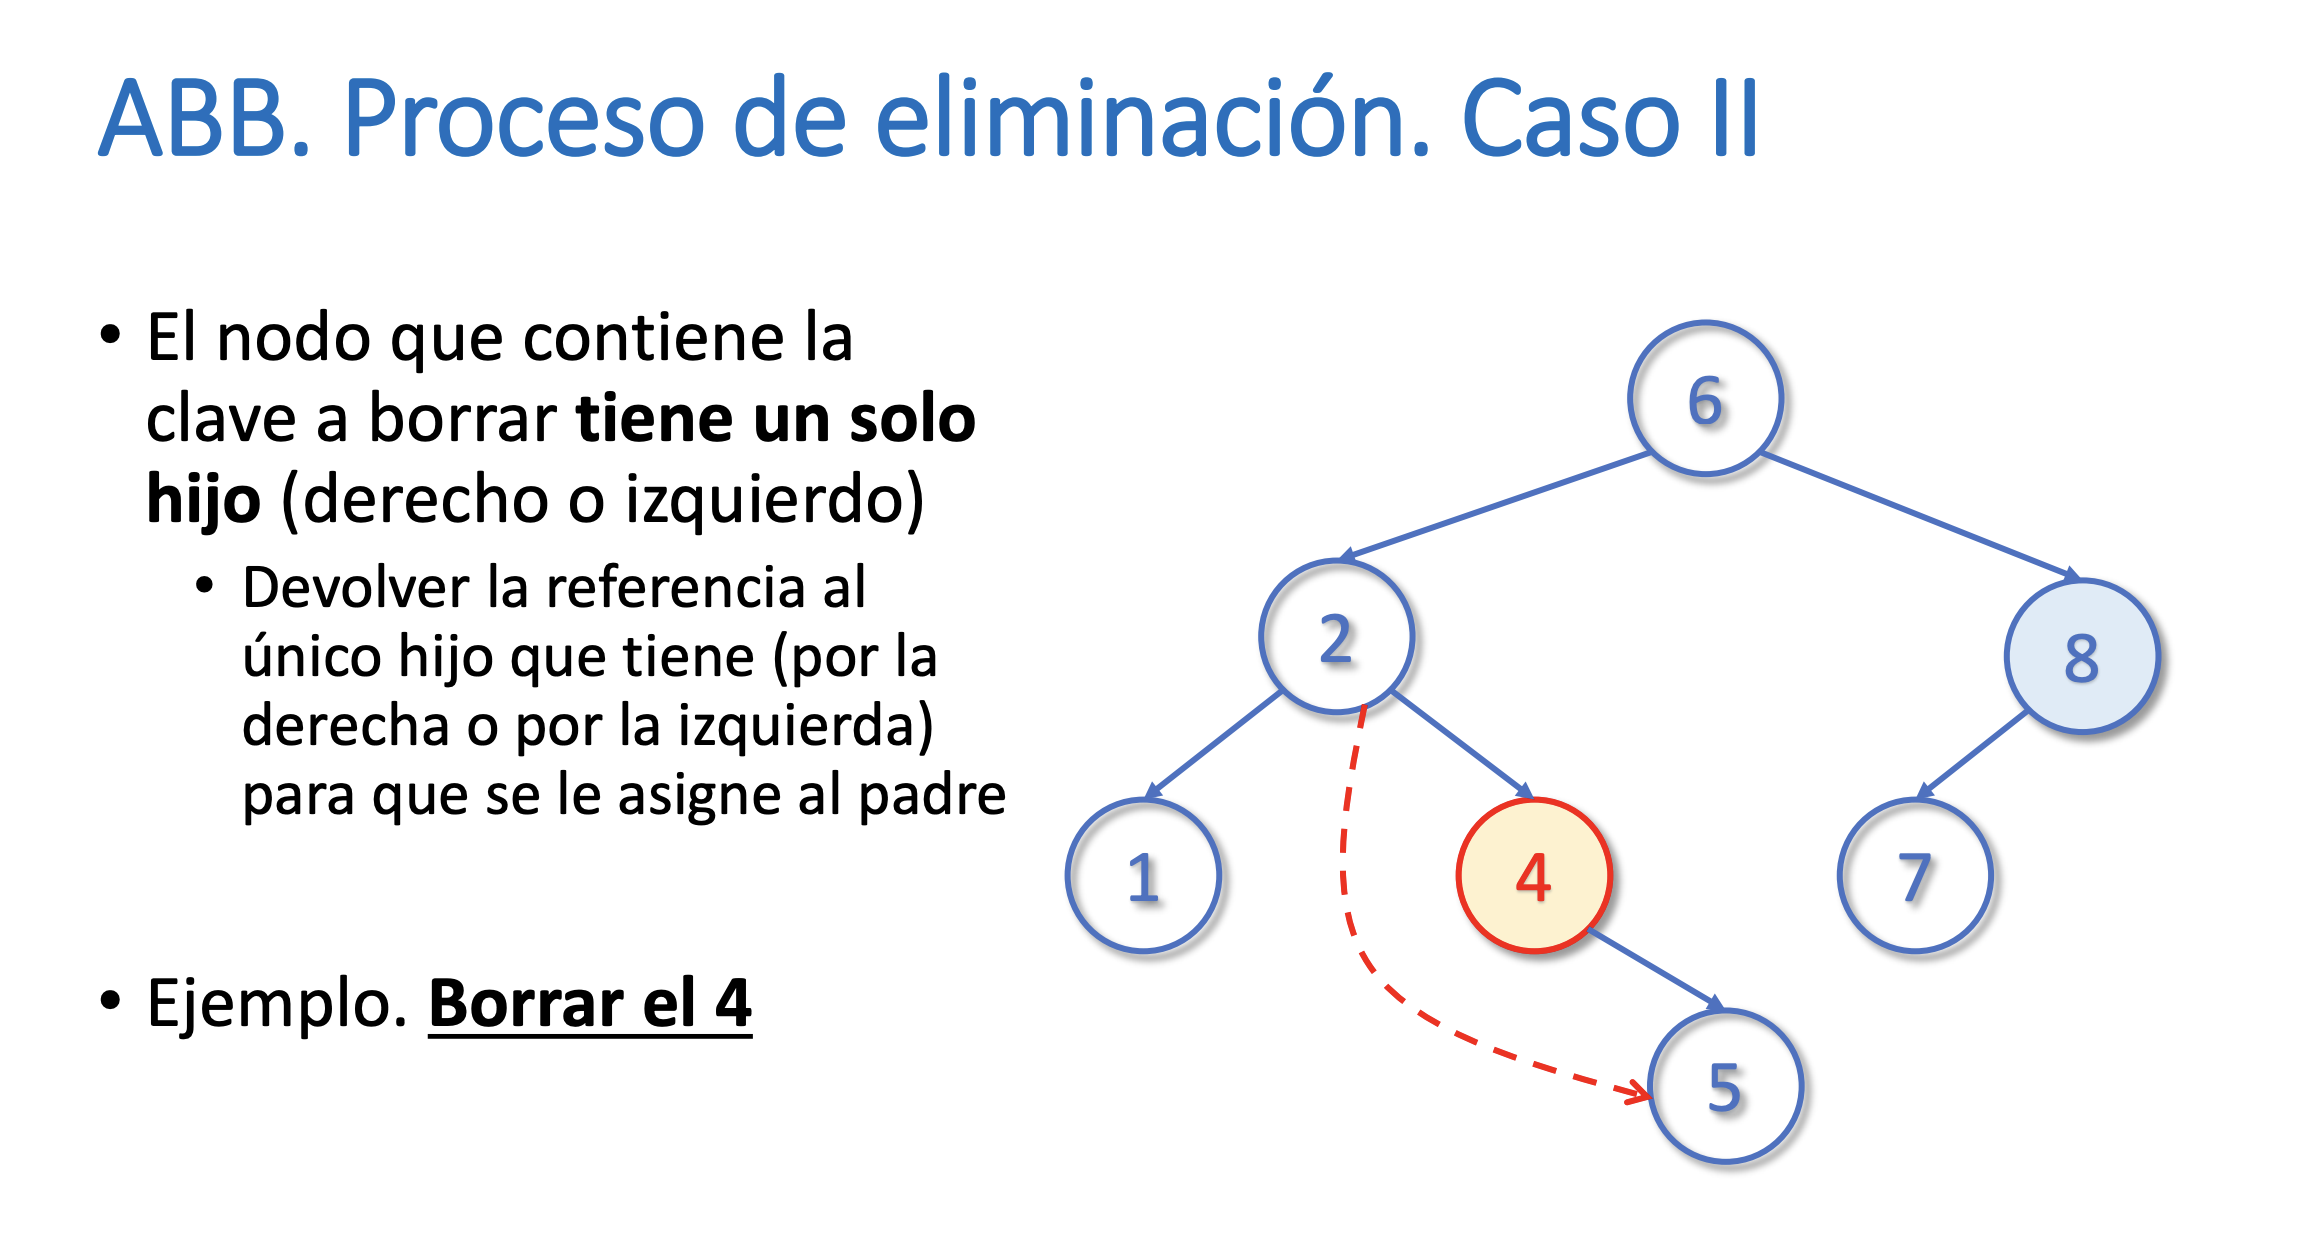 ABB. Proceso de eliminación. Caso II
• El nodo que contiene la
clave a borrar tiene un solo
hijo (derecho o izquierdo)
• Devolver la referencia al
único hijo que tiene (por la
derecha o por la izquierda)
para que se le asigne al padre
• Ejemplo. Borrar el 4
6
2
8
1
4
7
5